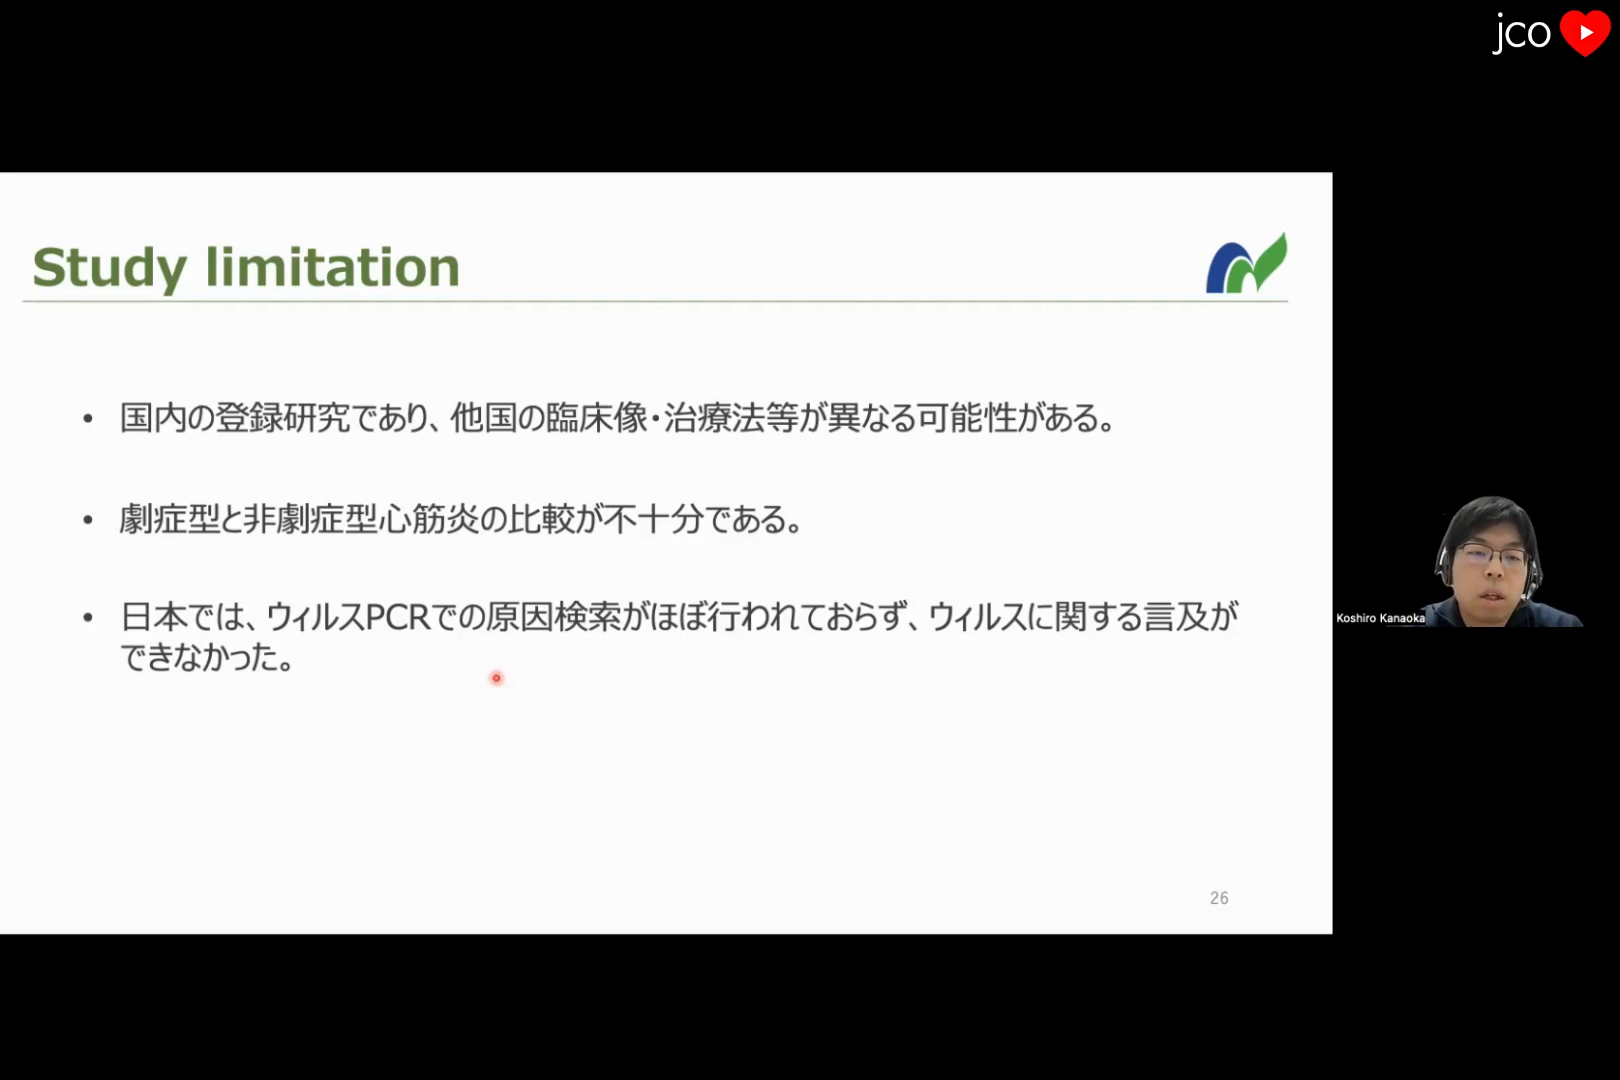 jco
Study limitation
• 国内の登録研究であり、他国の臨床像・治療法等が異なる可能性がある。
• 劇症型と非劇症型心筋炎の比較が不十分である。
• 日本では、ウィルスPCRでの原因検索がほぼ行われておらず、ウィルスに関する言及が
できなかった。
Koshiro Kanaoka
26